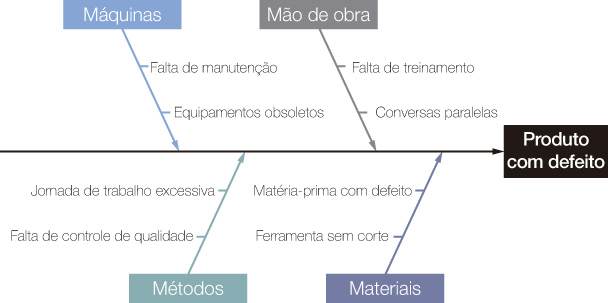 Máquinas
Mão de obra
Falta de manutenção
Falta de treinamento
Equipamentos obsoletos
Conversas paralelas
Produto
com defeito
Jornada de trabalho excessiva
Matéria-prima com defeito
Falta de controle de qualidade
Ferramenta sem corte
Métodos
Materiais